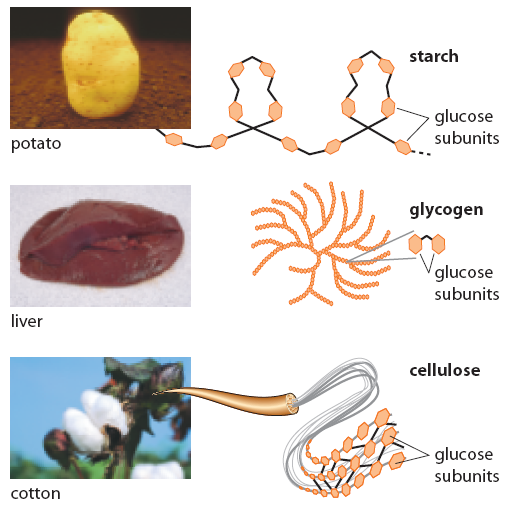 starch
glucose
subunits
potato
glycogen
glucose
subunits
liver
cellulose
glucose
subunits
cotton